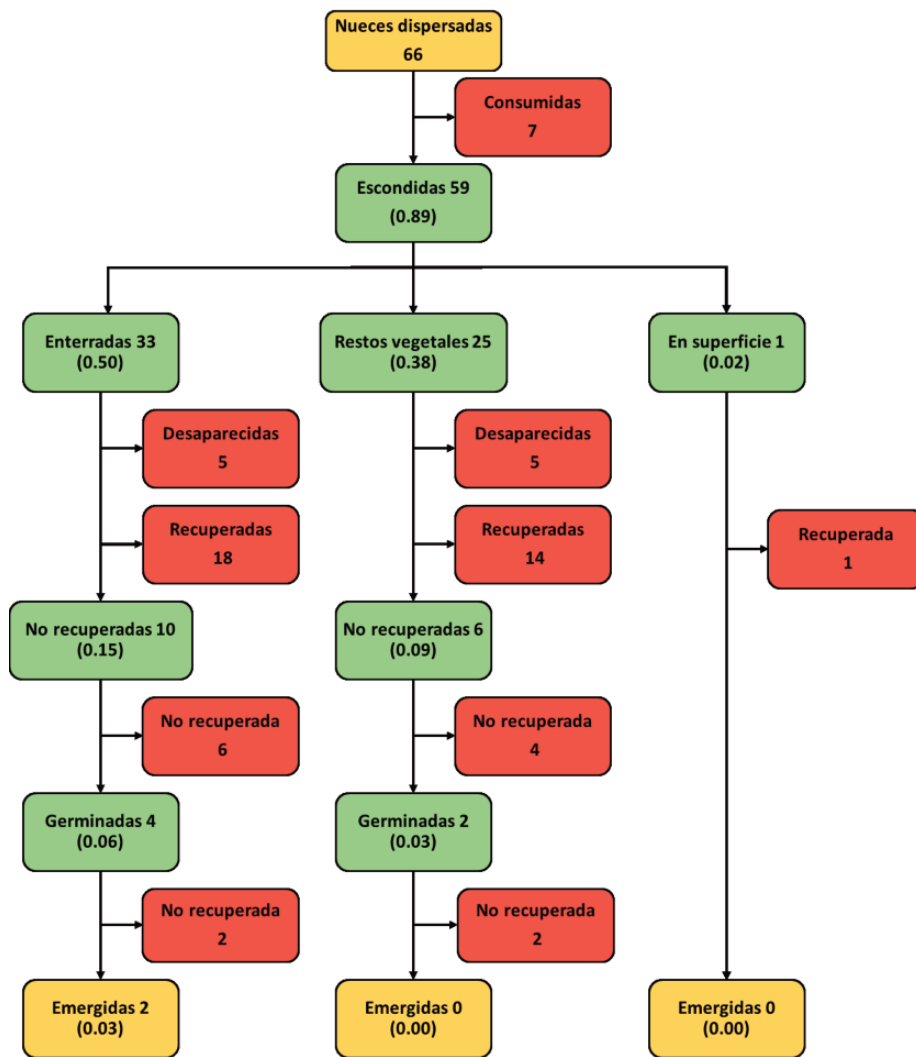 Nueces dispersadas
66
Consumidas
7
Escondidas 59
(0.89)
Enterradas 33
(0.50)
Restos vegetales 25
(0.38)
En superficie 1
(0.02)
Desaparecidas
5
Desaparecidas
5
Recuperadas
18
Recuperadas
14
Recuperada
1
No recuperadas 10
(0.15)
No recuperadas 6
(0.09)
No recuperada
6
No recuperada
4
Germinadas 4
(0.06)
Germinadas 2
(0.03)
No recuperada
2
No recuperada
2
Emergidas 2
(0.03)
Emergidas 0
(0.00)
Emergidas 0
(0.00)